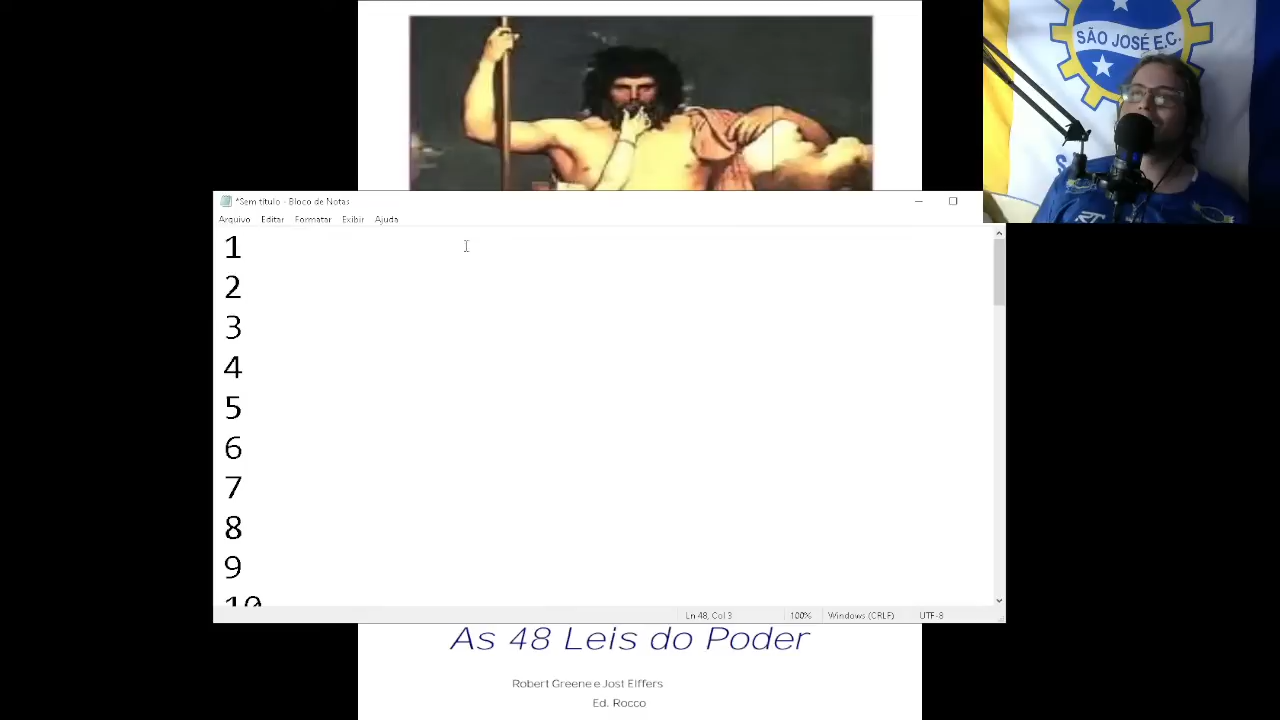 SÃO JOSÉ E.C.
*Sem título - Bloco de Notas
Arquivo Editar Formatar Exibir Ajuda
1
2
3
4
5
6
7
8
9
10
Ln 48, Col 3 100% Windows (CRLF) UTF-8
As 48 Leis do Poder
Robert Greene e Jost Elffers
Ed. Rocco